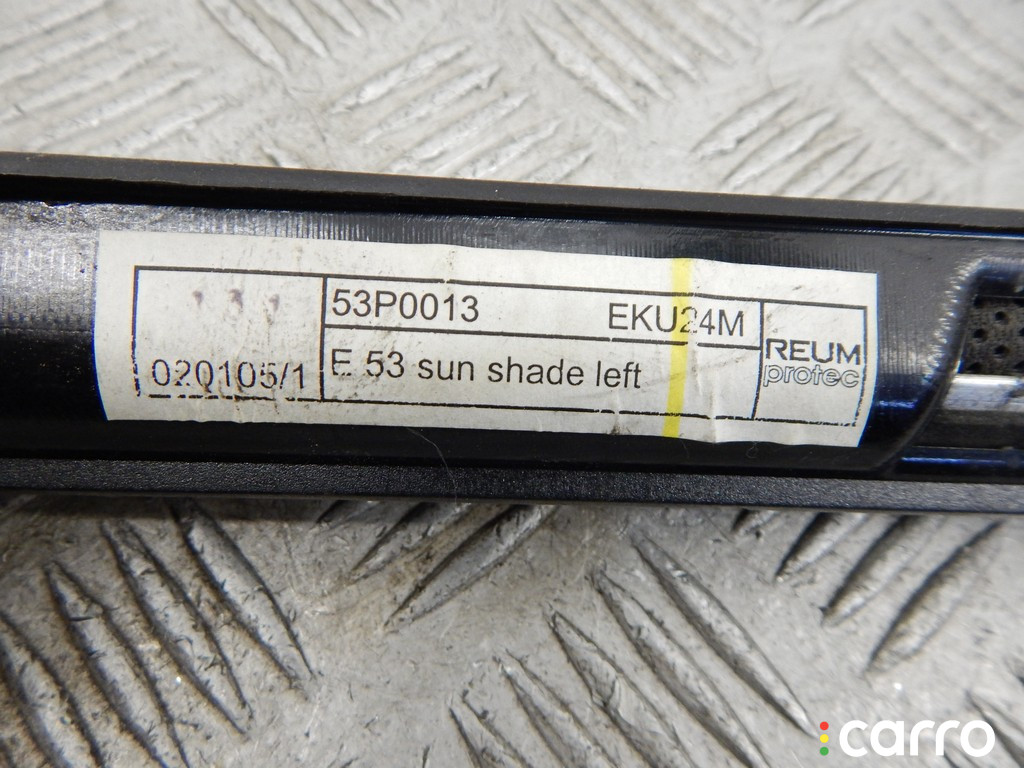 53P0013 EKU24M
020105/1 E 53 sun shade left
REUM
protec
carro